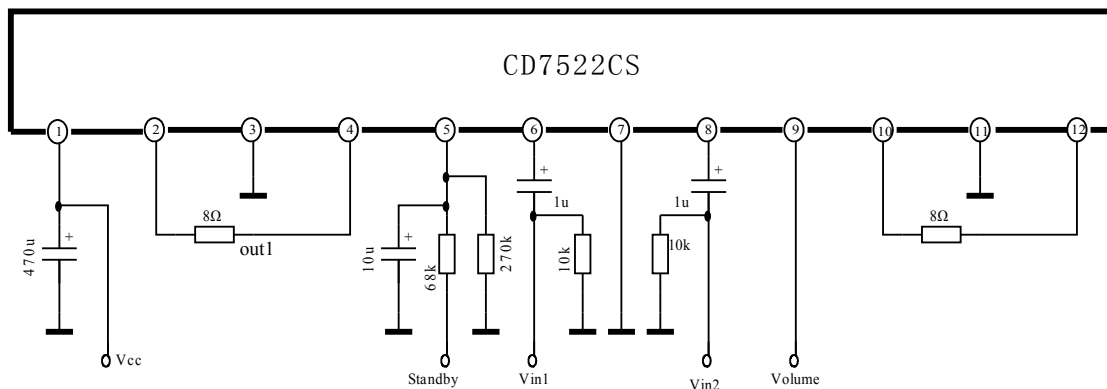 CD7522CS
1 2 3 4 5 6 7 8 9 10 11 12
+ +
1u 1u
8Ω 8Ω
out1
470u + 10u + 68k 270k 10k 10k
Vcc
Standby Vin1 Vin2 Volume